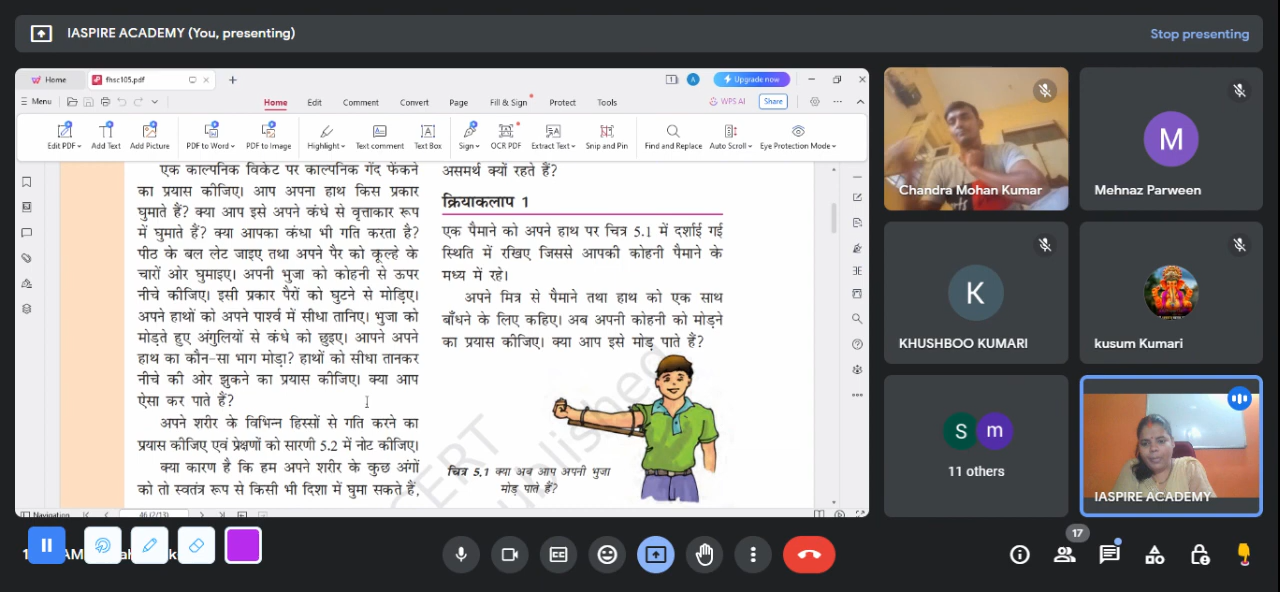 IASPIRE ACADEMY (You, presenting)
Stop presenting
Home
fhsc105.pdf
Upgrade now
Menu
Home Edit Comment Convert Page Fill & Sign Protect Tools
WPS AI
Share
Edit PDF Add Text Add Picture PDF to Word PDF to Image Highlight Text comment Text Box Sign OCR PDF Extract Text Snip and Pin Find and Replace Auto Scroll Eye Protection Mode
एक काल्पनिक विकेट पर काल्पनिक गेंद फेंकने
का प्रयास कीजिए। आप अपना हाथ किस प्रकार
घुमाते हैं? क्या आप इसे अपने कंधे से वृत्ताकार रूप
में घुमाते हैं? क्या आपका कंधा भी गति करता है?
पीठ के बल लेट जाइए तथा अपने पैर को कूल्हे के
चारों ओर घुमाइए। अपनी भुजा को कोहनी से ऊपर
नीचे कीजिए। इसी प्रकार पैरों को घुटने से मोड़िए।
अपने हाथों को अपने पार्श्व में सीधा तानिए। भुजा को
मोड़ते हुए अंगुलियों से कंधे को छुइए। आपने अपने
हाथ का कौन-सा भाग मोड़ा? हाथों को सीधा तानकर
नीचे की ओर झुकने का प्रयास कीजिए। क्या आप
ऐसा कर पाते हैं?
अपने शरीर के विभिन्न हिस्सों से गति करने का
प्रयास कीजिए एवं प्रेक्षणों को सारणी 5.2 में नोट कीजिए।
क्या कारण है कि हम अपने शरीर के कुछ अंगों
को तो स्वतंत्र रूप से किसी भी दिशा में घुमा सकते हैं,
असमर्थ क्यों रहते हैं?
क्रियाकलाप 1
एक पैमाने को अपने हाथ पर चित्र 5.1 में दर्शाई गई
स्थिति में रखिए जिससे आपकी कोहनी पैमाने के
मध्य में रहे।
अपने मित्र से पैमाने तथा हाथ को एक साथ
बाँधने के लिए कहिए। अब अपनी कोहनी को मोड़ने
का प्रयास कीजिए। क्या आप इसे मोड़ पाते हैं?
चित्र 5.1 क्या अब आप अपनी भुजा
मोड़ पाते हैं?
Navigation
46 (2/13)
Chandra Mohan Kumar
M
Mehnaz Parween
K
KHUSHBOO KUMARI
kusum Kumari
S m
11 others
IASPIRE ACADEMY
17